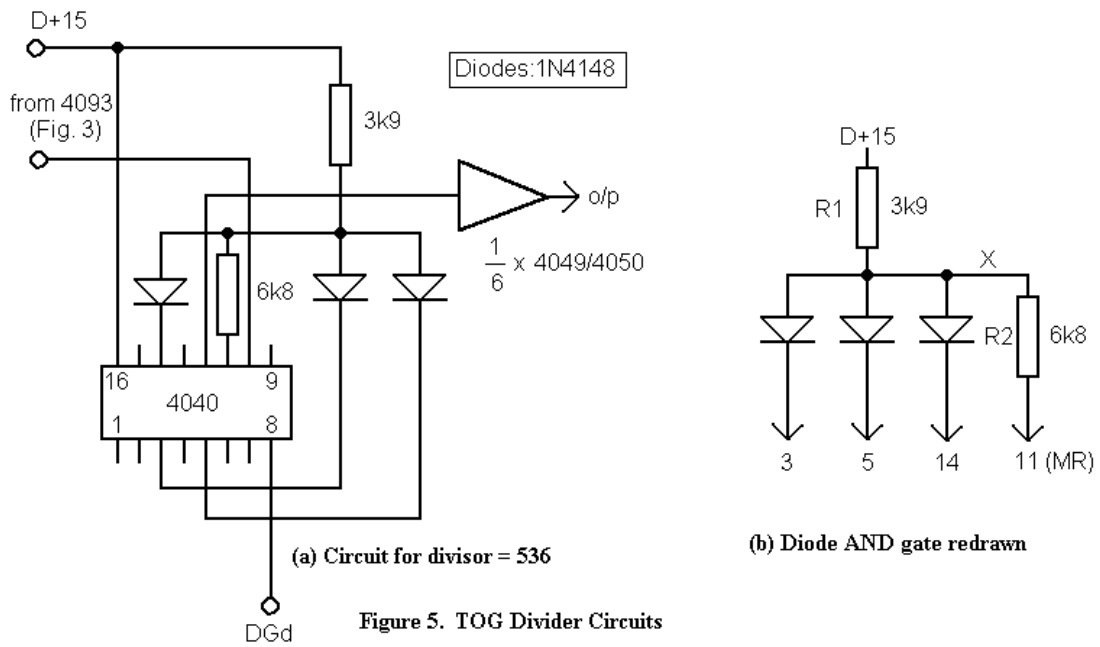 D+15
Diodes:1N4148
from 4093
(Fig. 3)
3k9
o/p
1
6
x 4049/4050
6k8
16
9
4040
1
8
(a) Circuit for divisor = 536
DGd
D+15
R1
3k9
X
R2
6k8
3
5
14
11 (MR)
(b) Diode AND gate redrawn
Figure 5. TOG Divider Circuits